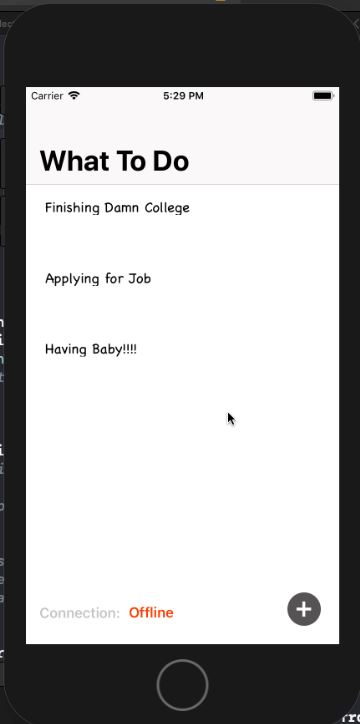 Carrier 5:29 PM
What To Do
Finishing Damn College
Applying for Job
Having Baby!!!!
Connection: Offline